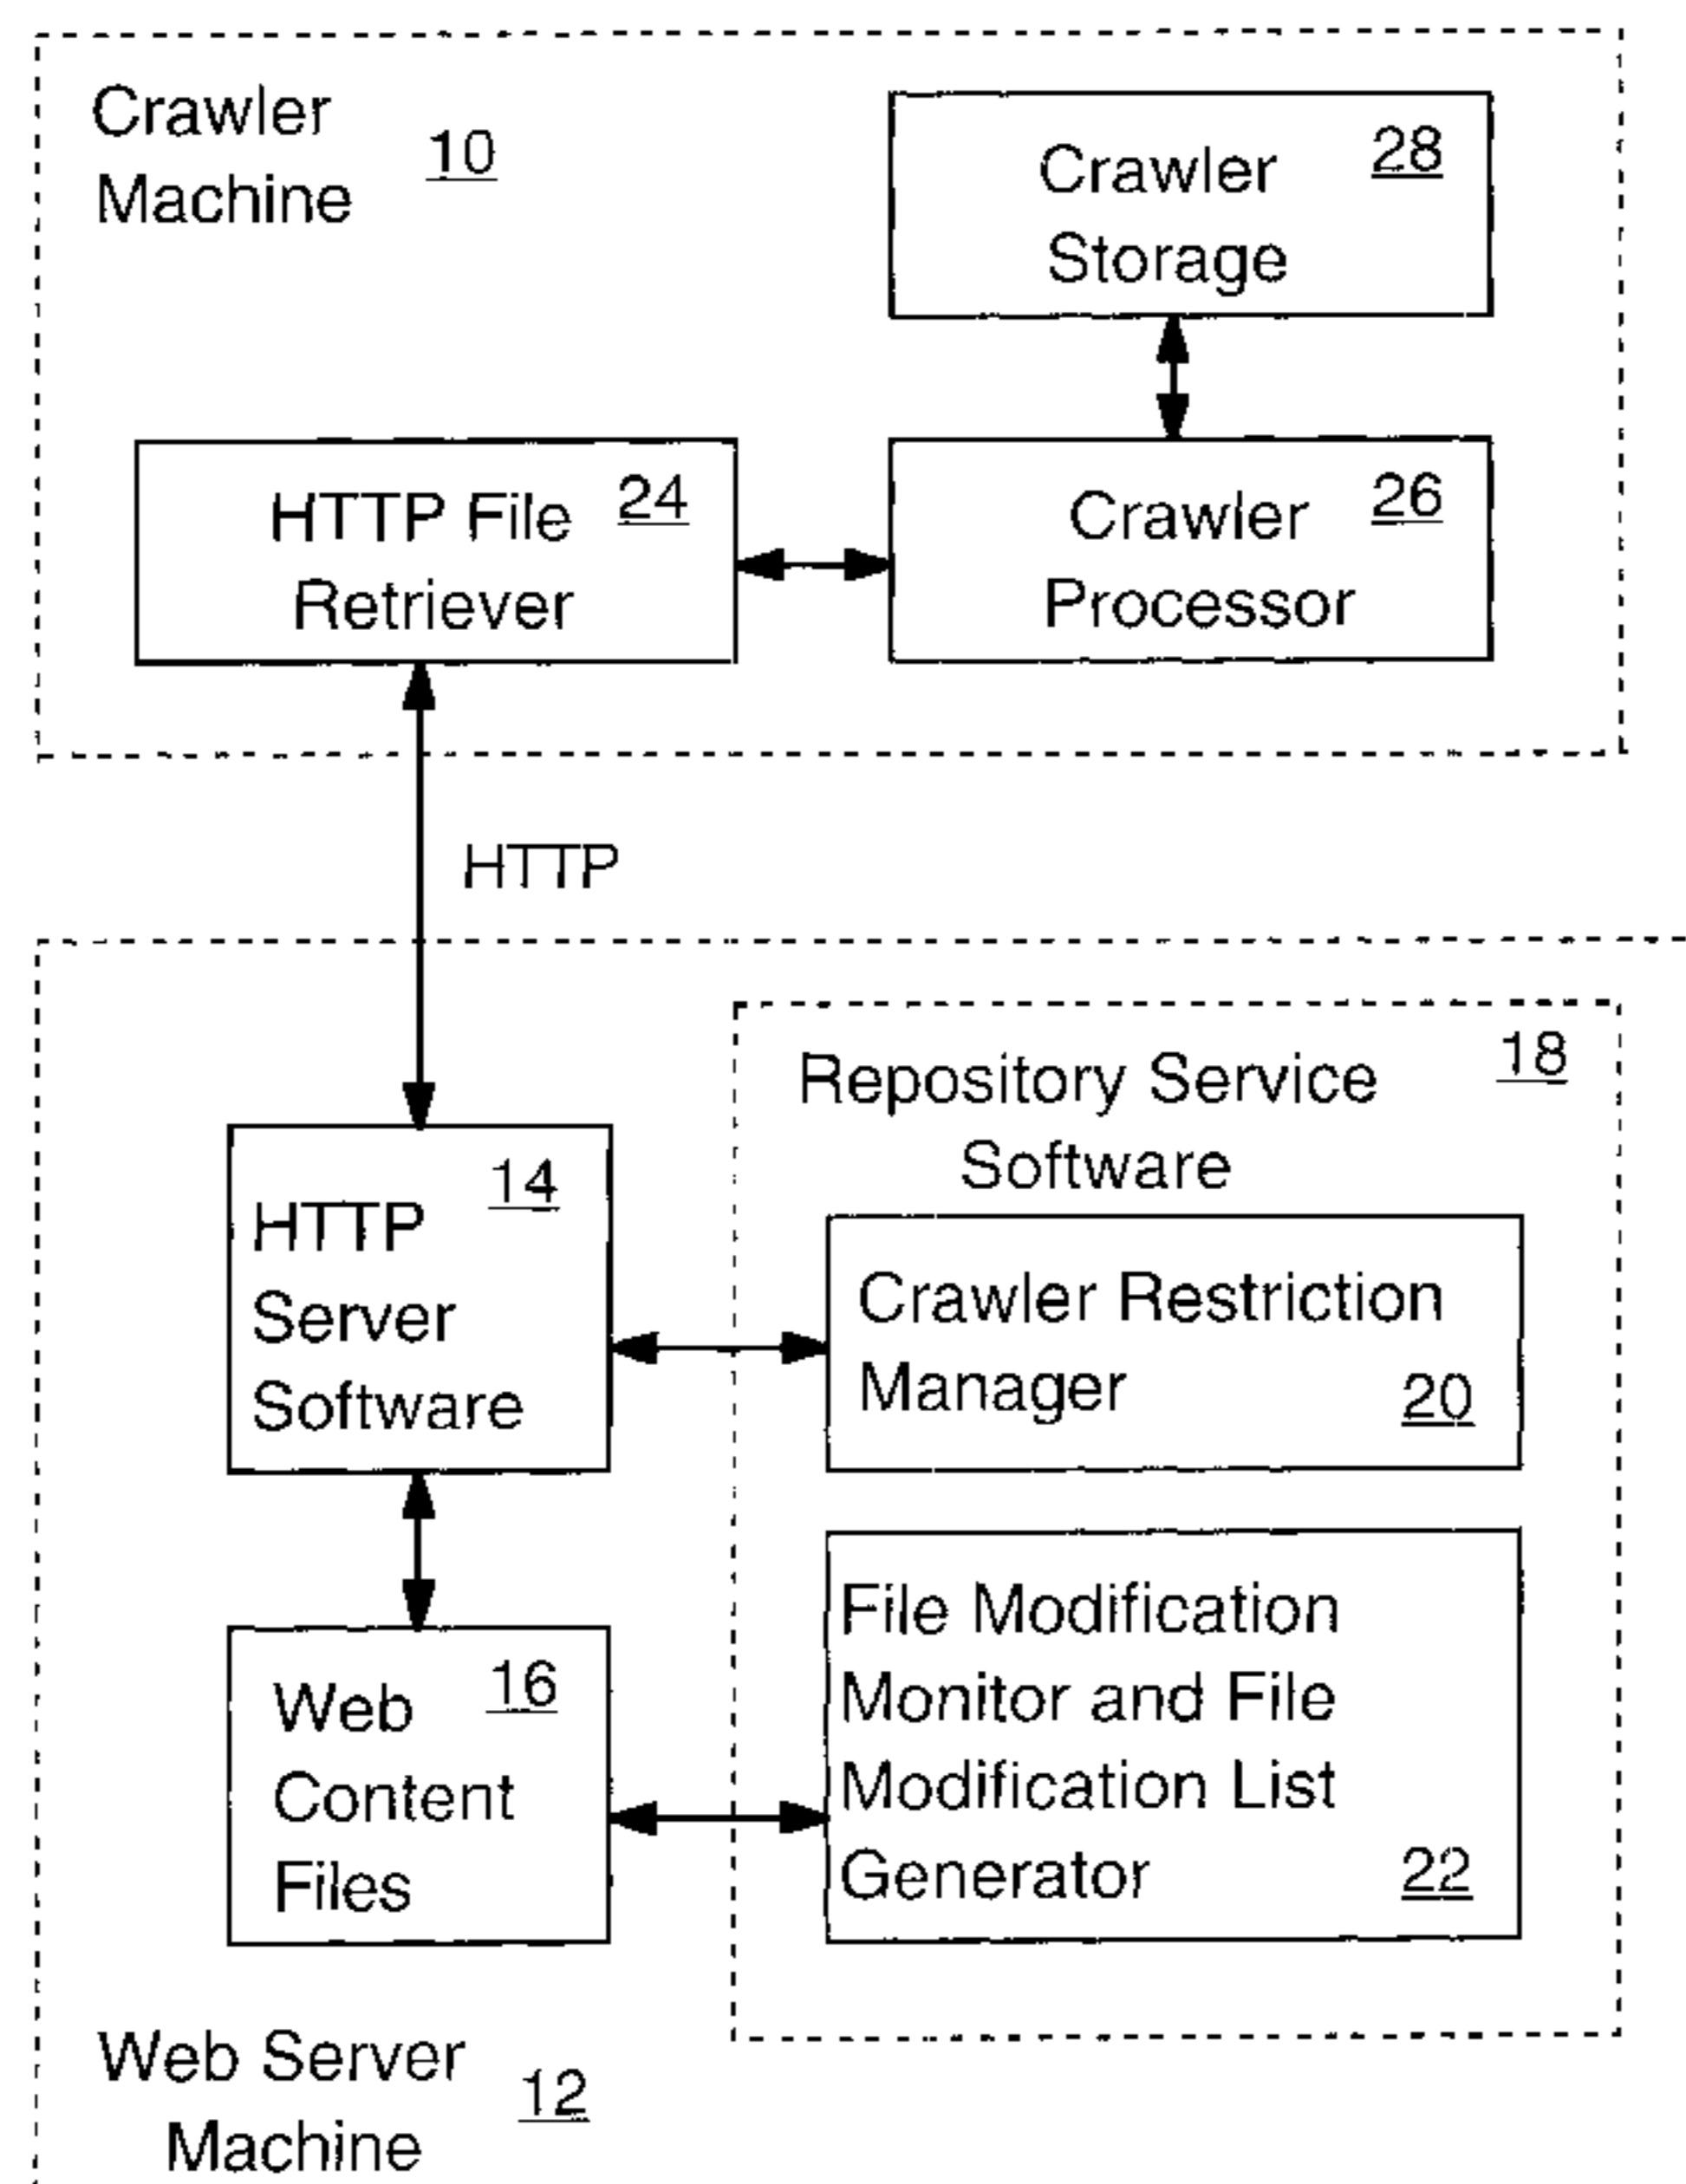 Crawler
Machine
10
Crawler
Storage
28
HTTP File
Retriever
24
Crawler
Processor
26
HTTP
Repository Service
Software
18
14
HTTP
Server
Software
Crawler Restriction
Manager
20
16
Web
Content
Files
File Modification
Monitor and File
Modification List
Generator
22
Web Server
Machine
12